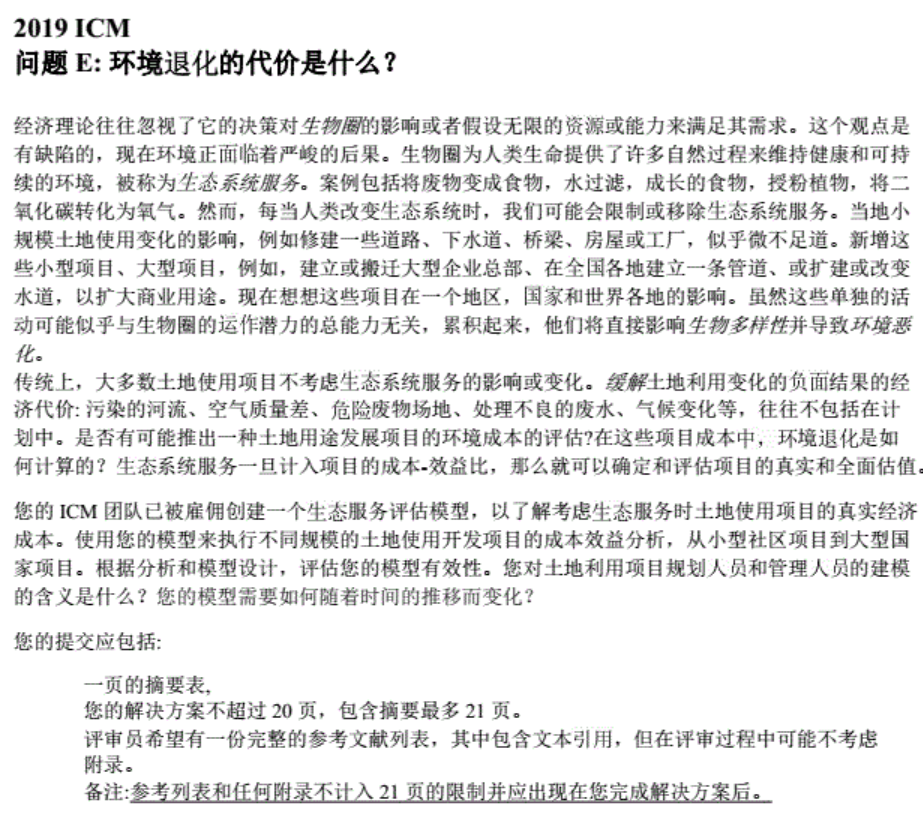 2019 ICM
问题 E: 环境退化的代价是什么？
经济理论往往忽视了它的决策对生物圈的影响或者假设无限的资源或能力来满足其需求。这个观点是
有缺陷的，现在环境正面临着严峻的后果。生物圈为人类生命提供了许多自然过程来维持健康和可持
续的环境，被称为生态系统服务。案例包括将废物变成食物，水过滤，成长的食物，授粉植物，将二
氧化碳转化为氧气。然而，每当人类改变生态系统时，我们可能会限制或移除生态系统服务。当地小
规模土地使用变化的影响，例如修建一些道路、下水道、桥梁、房屋或工厂，似乎微不足道。新增这
些小型项目、大型项目，例如，建立或搬迁大型企业总部、在全国各地建立一条管道、或扩建或改变
水道，以扩大商业用途。现在想想这些项目在一个地区，国家和世界各地的影响。虽然这些单独的活
动可能似乎与生物圈的运作潜力的总能力无关，累积起来，他们将直接影响生物多样性并导致环境恶
化。
传统上，大多数土地使用项目不考虑生态系统服务的影响或变化。缓解土地利用变化的负面结果的经
济代价: 污染的河流、空气质量差、危险废物场地、处理不良的废水、气候变化等，往往不包括在计
划中。是否有可能推出一种土地用途发展项目的环境成本的评估?在这些项目成本中，环境退化是如
何计算的？生态系统服务一旦计入项目的成本-效益比，那么就可以确定和评估项目的真实和全面估值。
您的 ICM 团队已被雇佣创建一个生态服务评估模型，以了解考虑生态服务时土地使用项目的真实经济
成本。使用您的模型来执行不同规模的土地使用开发项目的成本效益分析，从小型社区项目到大型国
家项目。根据分析和模型设计，评估您的模型有效性。您对土地利用项目规划人员和管理人员的建模
的含义是什么？您的模型需要如何随着时间的推移而变化？
您的提交应包括:
一页的摘要表,
您的解决方案不超过 20 页，包含摘要最多 21 页。
评审员希望有一份完整的参考文献列表，其中包含文本引用，但在评审过程中可能不考虑
附录。
备注:参考列表和任何附录不计入 21 页的限制并应出现在您完成解决方案后。